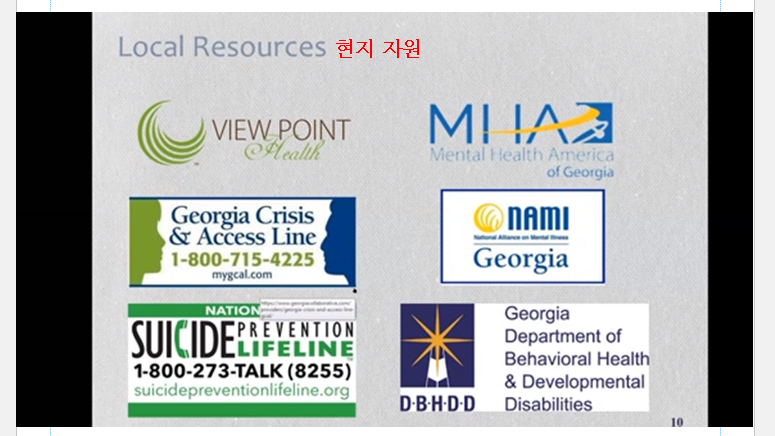 Local Resources 현지 자원
VIEW POINT
Health
MHA
Mental Health America
of Georgia
Georgia Crisis
& Access Line
1-800-715-4225
mygcal.com
NAMI
National Alliance on Mental Illness
Georgia
NATION
https://www.georgiacollaborative.com/
providers/georgia-crisis-and-access-line-
SUICIDE PREVENTION
LIFELINE
1-800-273-TALK (8255)
suicidepreventionlifeline.org
Georgia
Department of
Behavioral Health
& Developmental
Disabilities
D·B·H·D·D
10